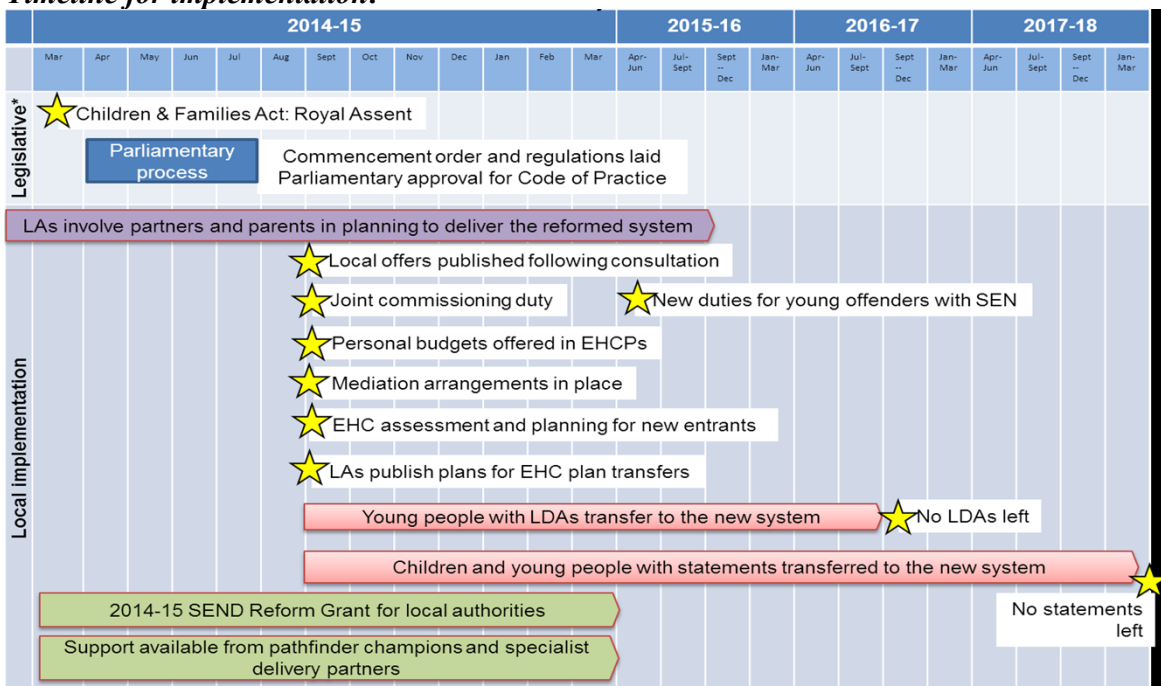 Timeline for implementation:
2014-15 2015-16 2016-17 2017-18
Mar Apr May Jun Jul Aug Sept Oct Nov Dec Jan Feb Mar Apr-Jun Jul-Sept Sept -- Dec Jan-Mar Apr-Jun Jul-Sept Sept -- Dec Jan-Mar Apr-Jun Jul-Sept Sept -- Dec Jan-Mar
Legislative*
Children & Families Act: Royal Assent
Parliamentary
process
Commencement order and regulations laid
Parliamentary approval for Code of Practice
Local implementation
LAs involve partners and parents in planning to deliver the reformed system
Local offers published following consultation
Joint commissioning duty
New duties for young offenders with SEN
Personal budgets offered in EHCPs
Mediation arrangements in place
EHC assessment and planning for new entrants
LAs publish plans for EHC plan transfers
Young people with LDAs transfer to the new system
No LDAs left
Children and young people with statements transferred to the new system
No statements
left
2014-15 SEND Reform Grant for local authorities
Support available from pathfinder champions and specialist
delivery partners